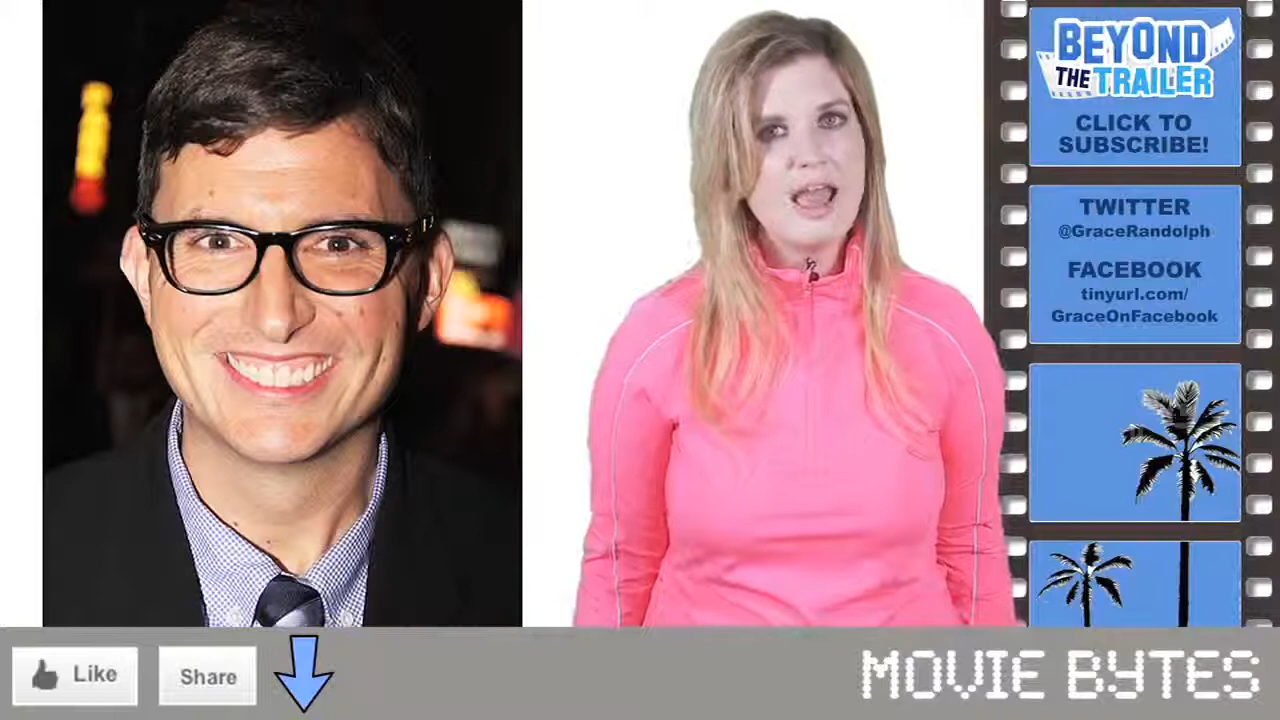 BEYOND
THE TRAILER
CLICK TO
SUBSCRIBE!
TWITTER
@GraceRandolph
FACEBOOK
tinyurl.com/
GraceOnFacebook
Like
Share
MOVIE BYTES